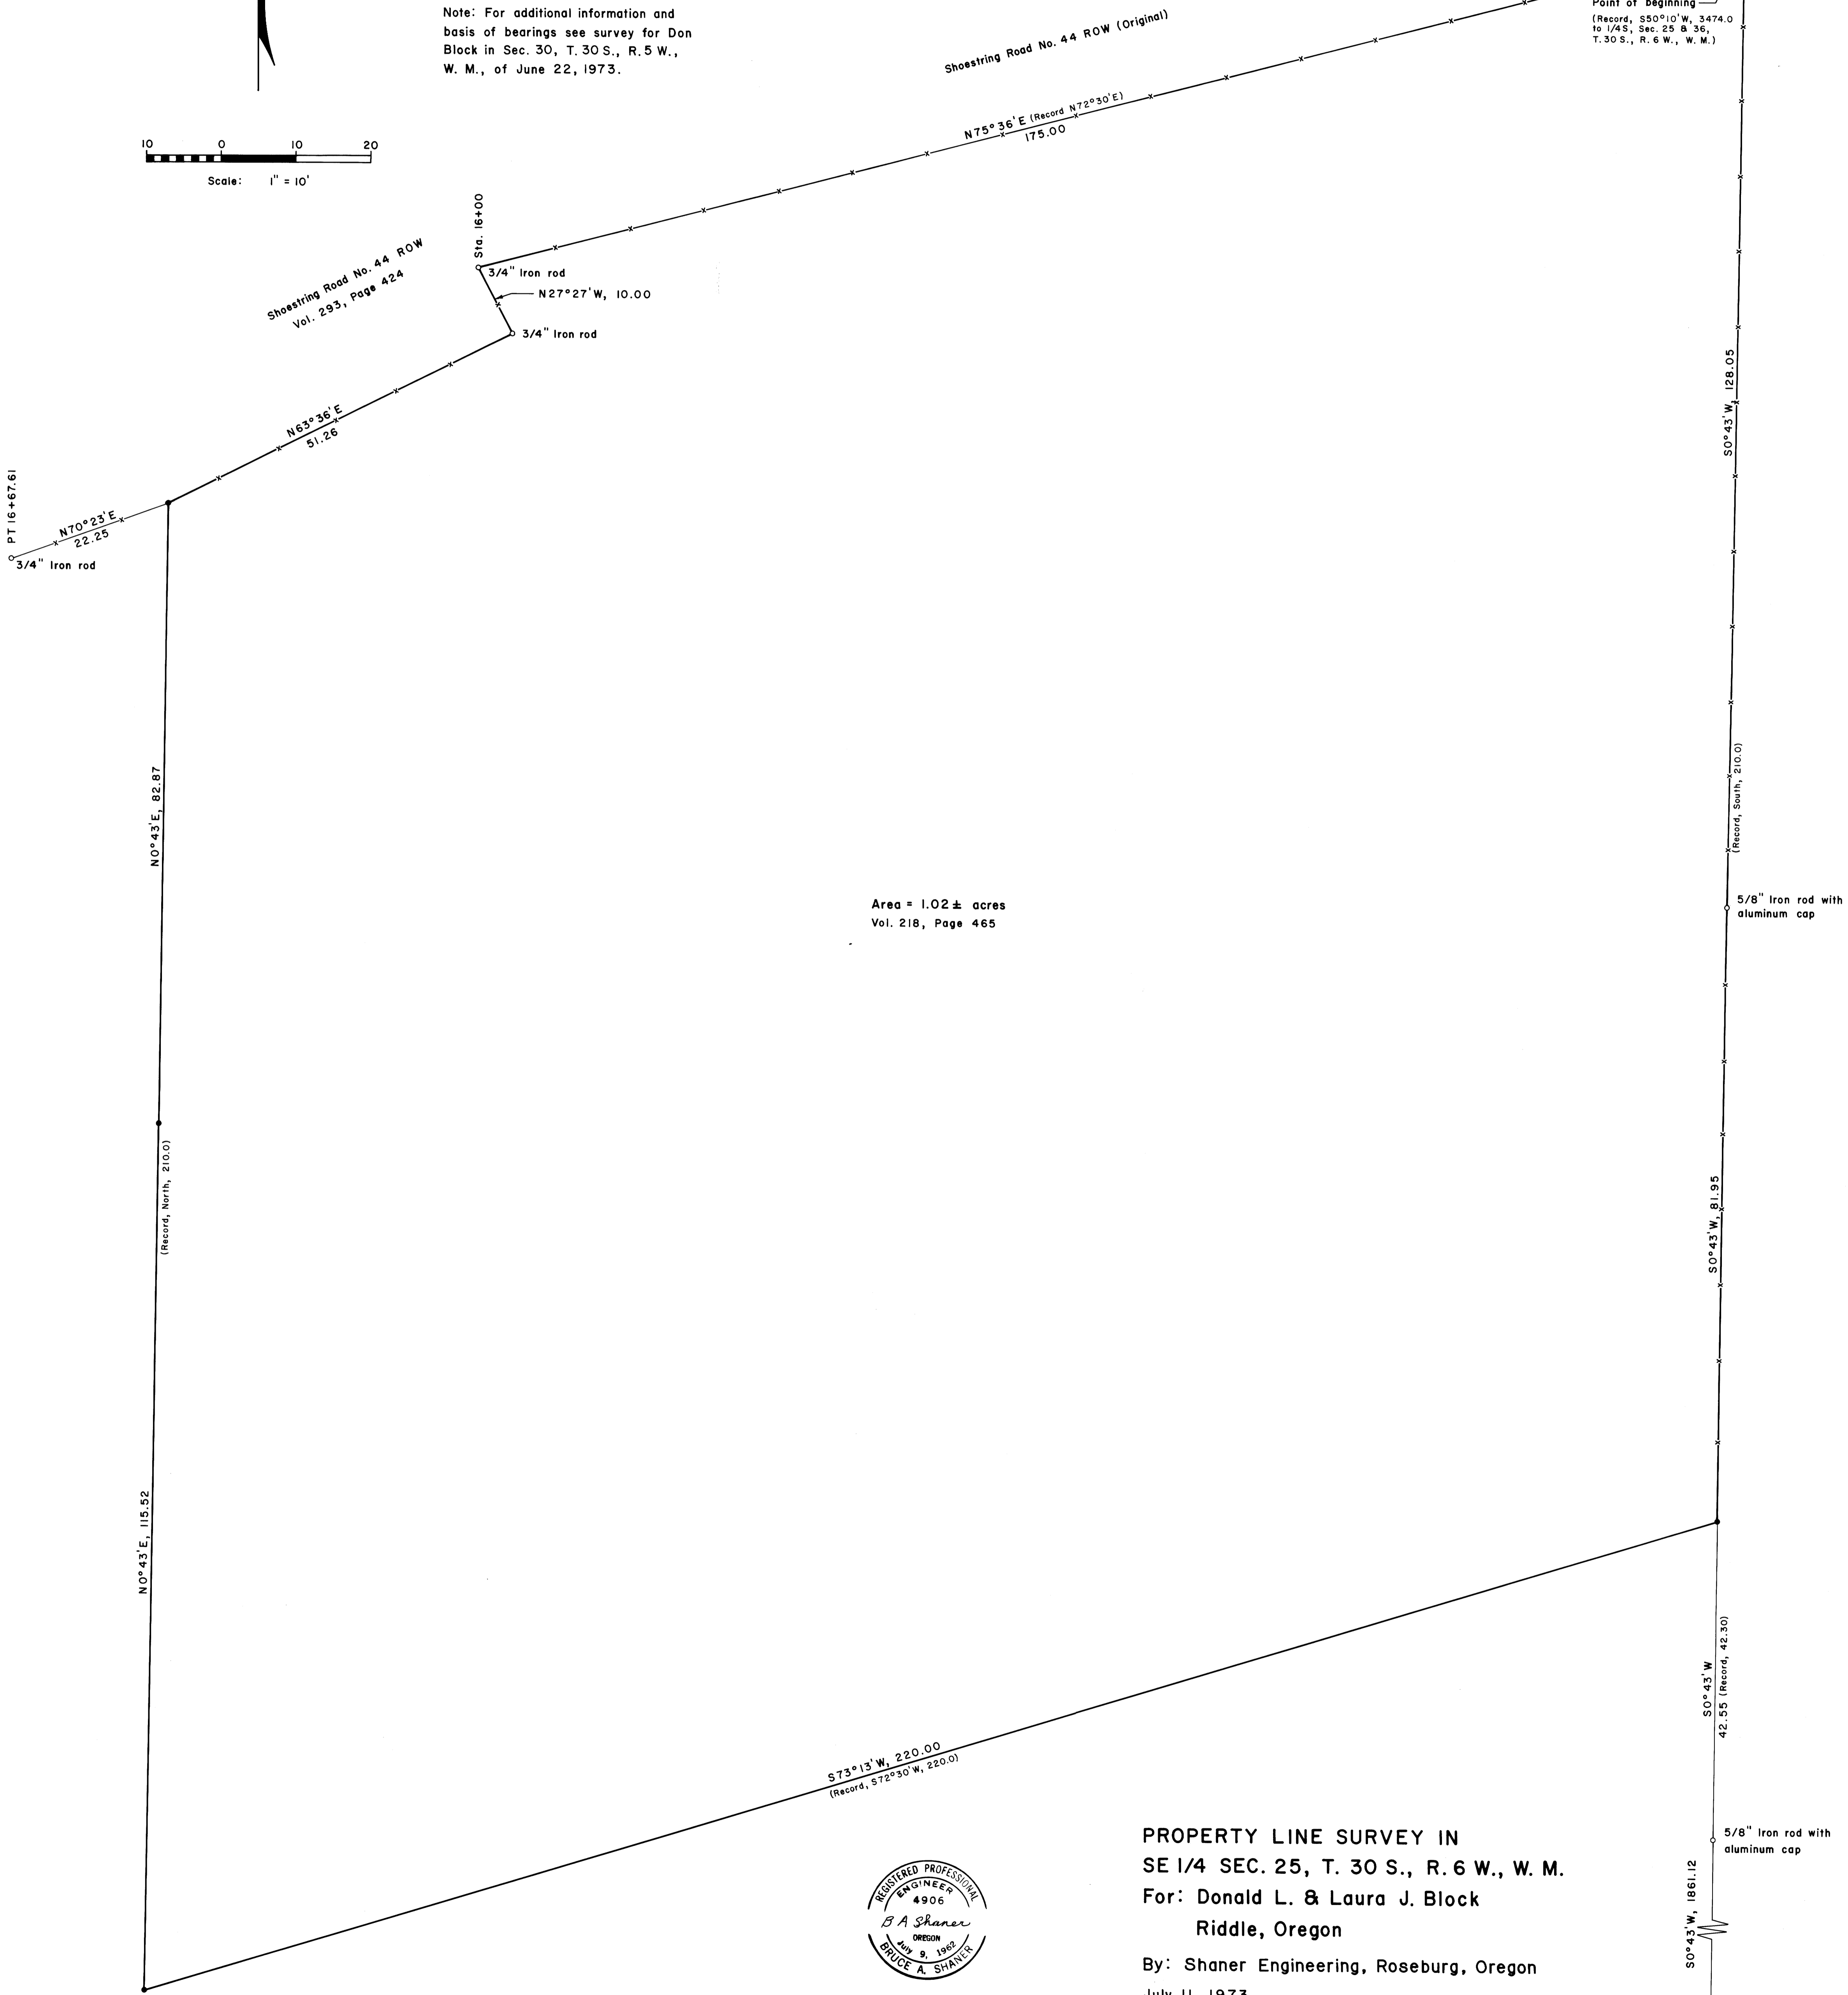 Note: For additional information and
basis of bearings see survey for Don
Block in Sec. 30, T. 30 S., R. 5 W.,
W. M., of June 22, 1973.
Shoestring Road No. 44 ROW (Original)
Point of beginning
(Record, S50°10'W, 3474.0
to 1/4S, Sec. 25 & 36,
T. 30 S., R. 6 W., W. M.)
N75°36'E (Record N72°30'E)
175.00
10 0 10 20
Scale: 1" = 10'
Sta. 16+00
Shoestring Road No. 44 ROW
Vol. 293, Page 424
3/4" Iron rod
N27°27'W, 10.00
3/4" Iron rod
N63°36'E
51.26
PT 16+67.61
N70°23'E
22.25
3/4" Iron rod
S0°43'W, 128.05
(Record, South, 210.0)
N0°43'E, 82.87
Area = 1.02± acres
Vol. 218, Page 465
5/8" Iron rod with
aluminum cap
(Record, North, 210.0)
S0°43'W, 81.95
N0°43'E, 115.52
S0°43'W
42.55 (Record, 42.30)
S73°13'W, 220.00
(Record, S72°30'W, 220.0)
5/8" Iron rod with
aluminum cap
S0°43'W, 1861.12
REGISTERED PROFESSIONAL
ENGINEER
4906
B A Shaner
OREGON
July 9, 1962
BRUCE A. SHANER
PROPERTY LINE SURVEY IN
SE 1/4 SEC. 25, T. 30 S., R. 6 W., W. M.
For: Donald L. & Laura J. Block
Riddle, Oregon
By: Shaner Engineering, Roseburg, Oregon
July 11, 1973